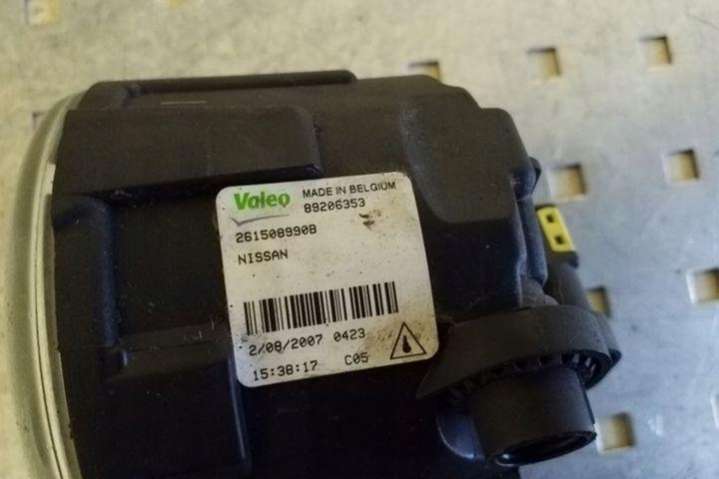 Valeo MADE IN BELGIUM
89206353
261508990B
NISSAN
2/08/2007 0423
15:38:17 C05